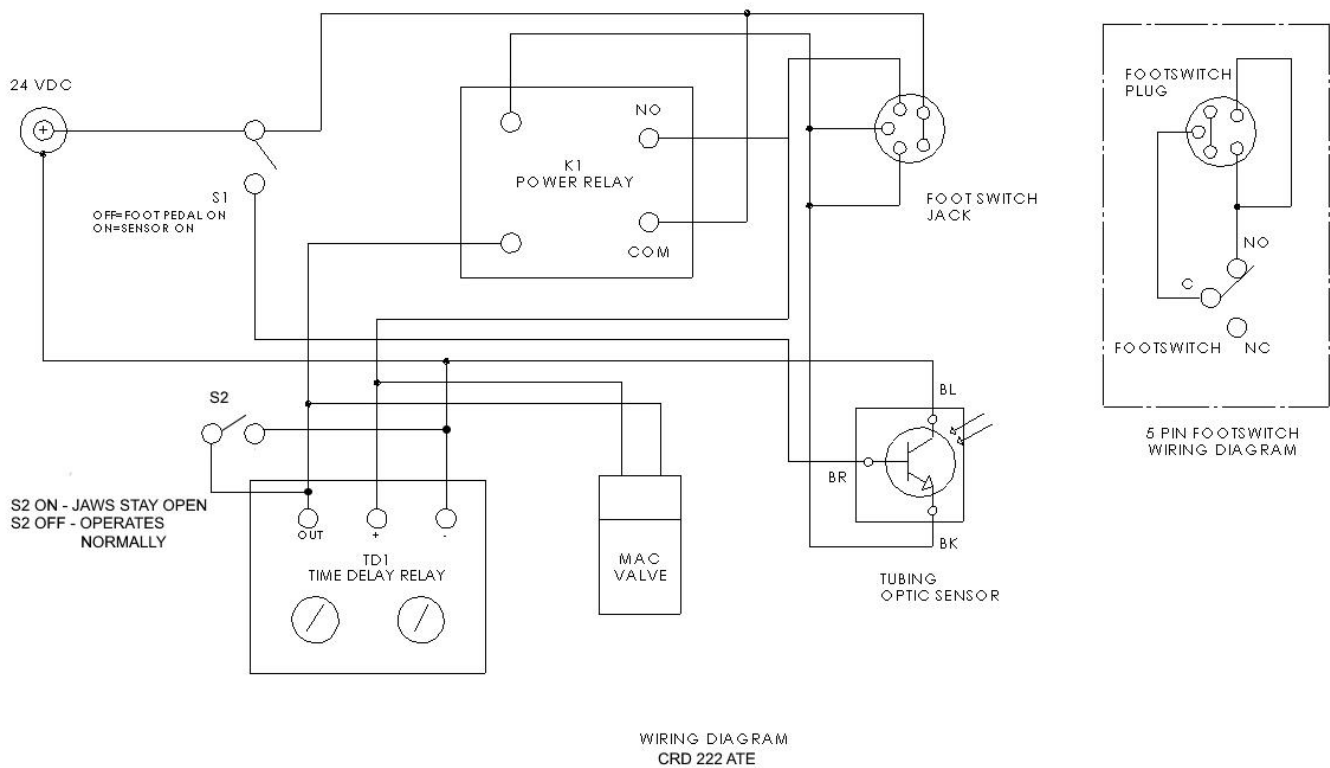 24 VDC
+
S1
OFF=FOOT PEDAL ON
ON=SENSOR ON
NO
K1
POWER RELAY
COM
FOOT SWITCH
JACK
FOOTSWITCH
PLUG
NO
C
FOOTSWITCH NC
5 PIN FOOTSWITCH
WIRING DIAGRAM
S2
S2 ON - JAWS STAY OPEN
S2 OFF - OPERATES
NORMALLY
OUT + -
TD1
TIME DELAY RELAY
MAC
VALVE
BL
BR
BK
TUBING
OPTIC SENSOR
WIRING DIAGRAM
CRD 222 ATE